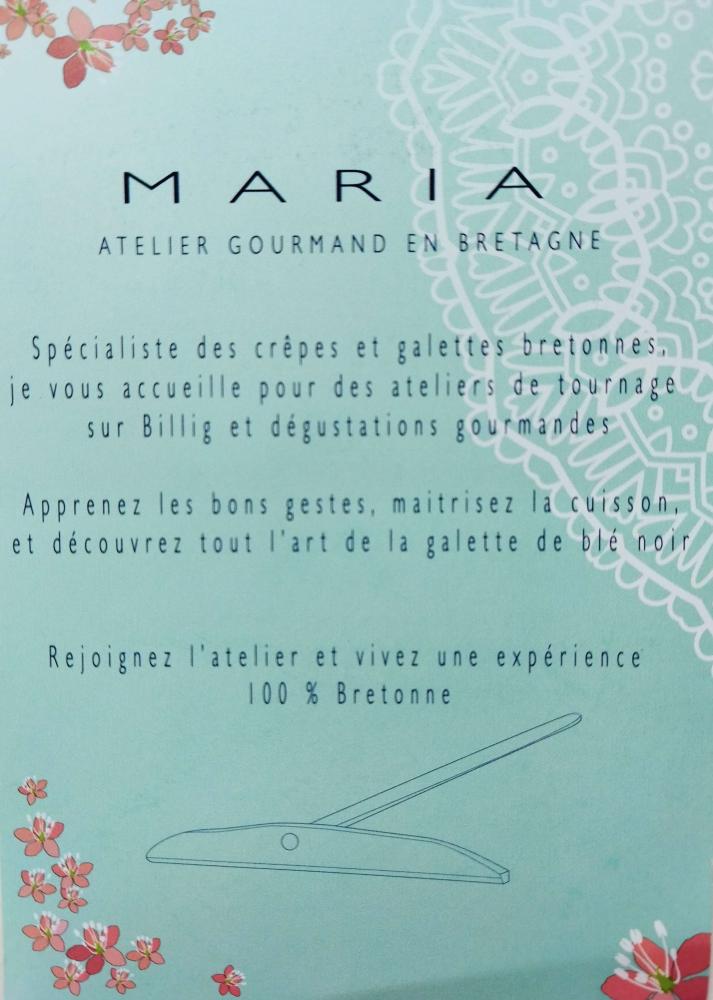 MARIA
ATELIER GOURMAND EN BRETAGNE
Spécialiste des crêpes et galettes bretonnes,
je vous accueille pour des ateliers de tournage
sur Billig et dégustations gourmandes
Apprenez les bons gestes, maitrisez la cuisson,
et découvrez tout l'art de la galette de blé noir
Rejoignez l'atelier et vivez une expérience
100 % Bretonne